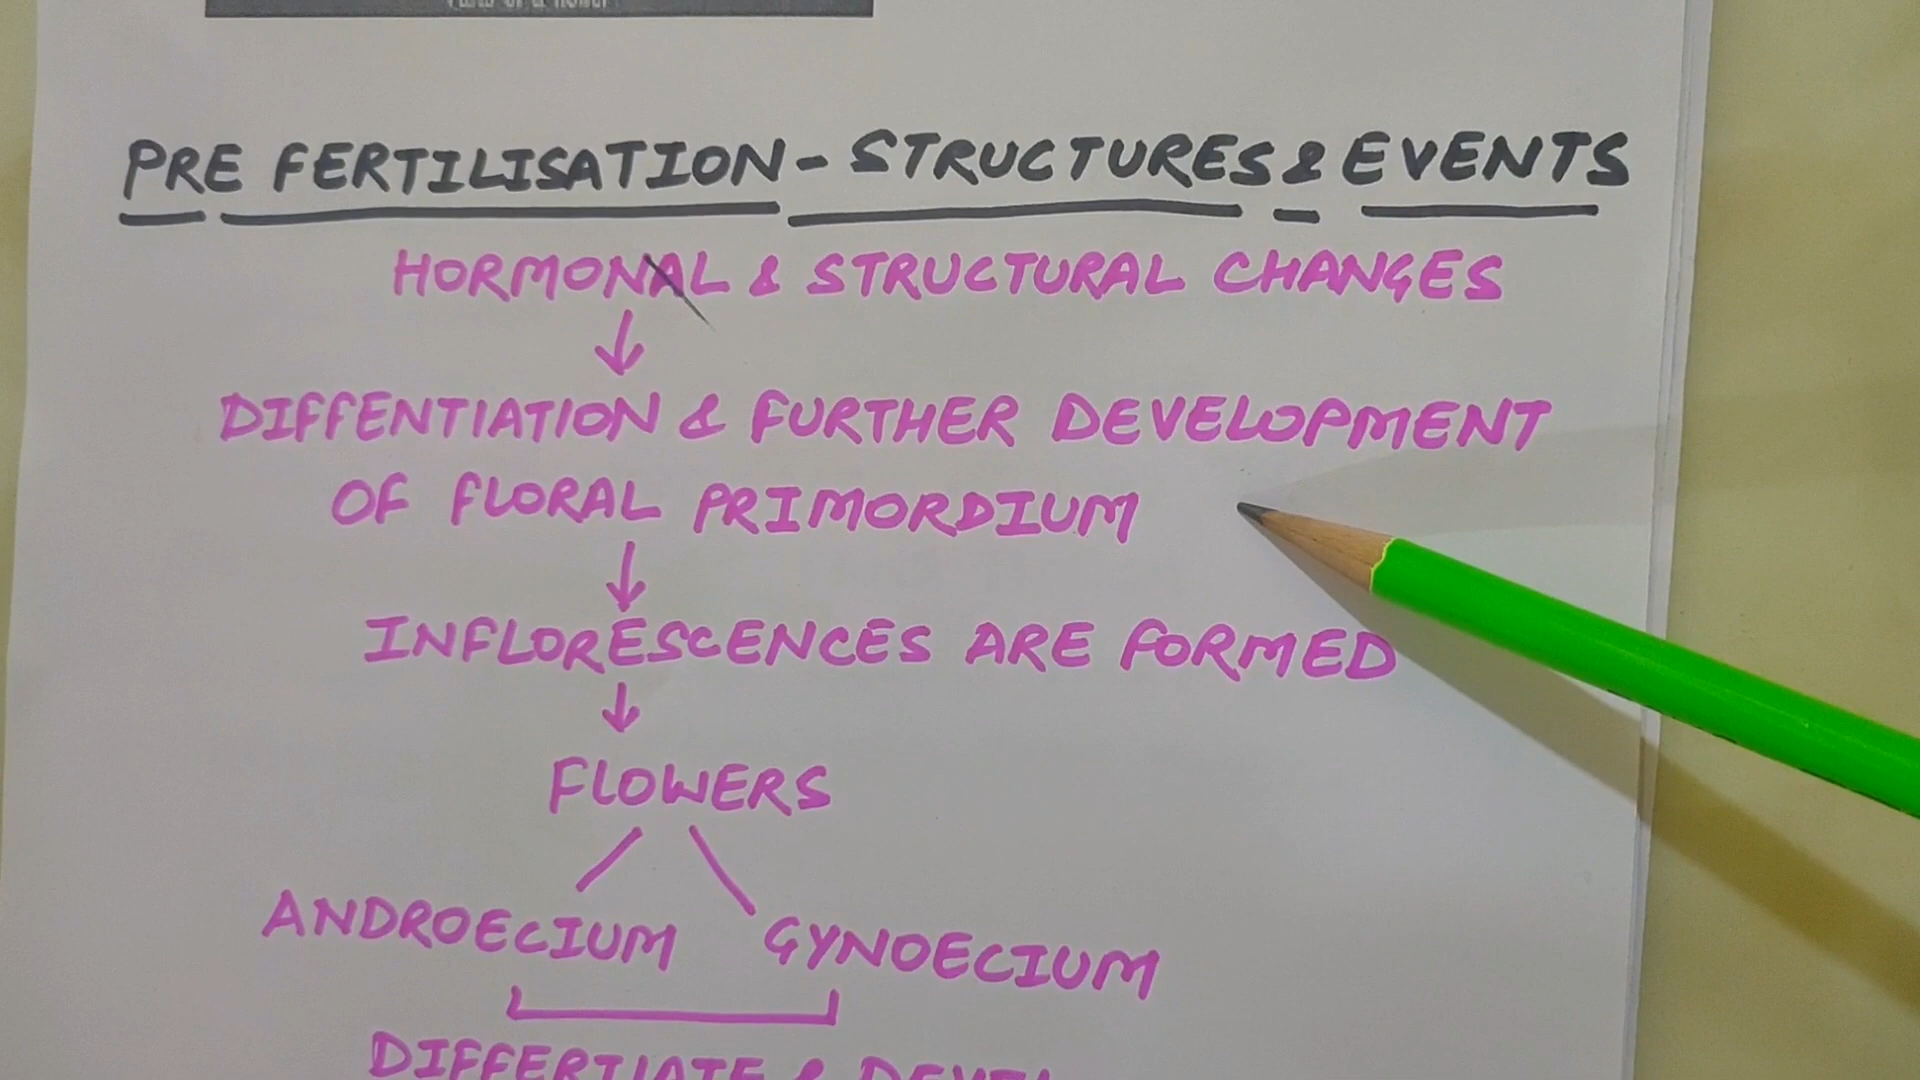 PRE FERTILISATION - STRUCTURES & EVENTS
HORMONAL & STRUCTURAL CHANGES
↓
DIFFENTIATION & FURTHER DEVELOPMENT
OF FLORAL PRIMORDIUM
↓
INFLORESCENCES ARE FORMED
↓
FLOWERS
ANDROECIUM GYNOECIUM
DIFFERTIATE &